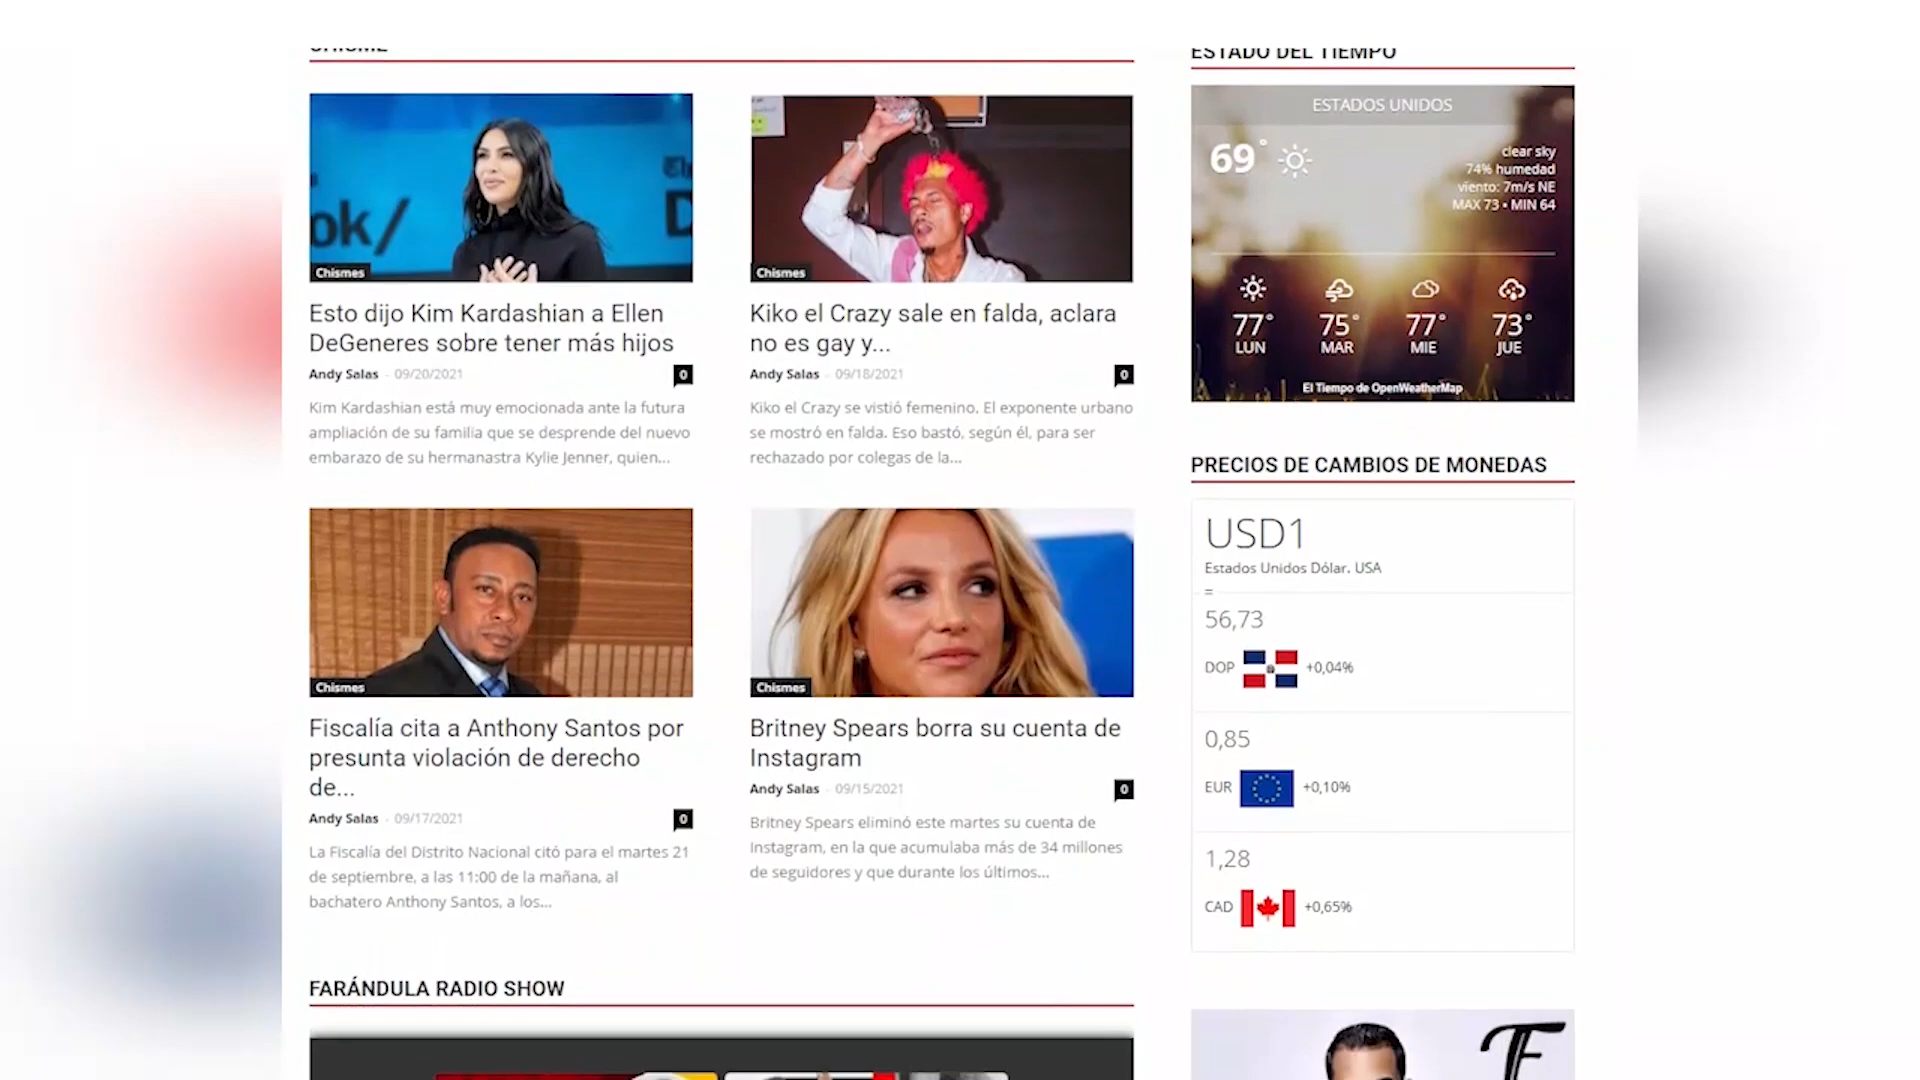 CHISME
ok/
Chismes
Esto dijo Kim Kardashian a Ellen
DeGeneres sobre tener más hijos
Andy Salas - 09/20/2021
0
Kim Kardashian está muy emocionada ante la futura
ampliación de su familia que se desprende del nuevo
embarazo de su hermanastra Kylie Jenner, quien...
Chismes
Kiko el Crazy sale en falda, aclara
no es gay y...
Andy Salas - 09/18/2021
0
Kiko el Crazy se vistió femenino. El exponente urbano
se mostró en falda. Eso bastó, según él, para ser
rechazado por colegas de la...
Chismes
Fiscalía cita a Anthony Santos por
presunta violación de derecho
de...
Andy Salas - 09/17/2021
0
La Fiscalía del Distrito Nacional citó para el martes 21
de septiembre, a las 11:00 de la mañana, al
bachatero Anthony Santos, a los...
Chismes
Britney Spears borra su cuenta de
Instagram
Andy Salas - 09/15/2021
0
Britney Spears eliminó este martes su cuenta de
Instagram, en la que acumulaba más de 34 millones
de seguidores y que durante los últimos...
FARÁNDULA RADIO SHOW
ESTADO DEL TIEMPO
ESTADOS UNIDOS
69°
clear sky
74% humedad
viento: 7m/s NE
MAX 73 • MIN 64
77° 75° 77° 73°
LUN MAR MIE JUE
El Tiempo de OpenWeatherMap
PRECIOS DE CAMBIOS DE MONEDAS
USD1
Estados Unidos Dólar. USA
=
56,73
DOP +0,04%
0,85
EUR +0,10%
1,28
CAD +0,65%